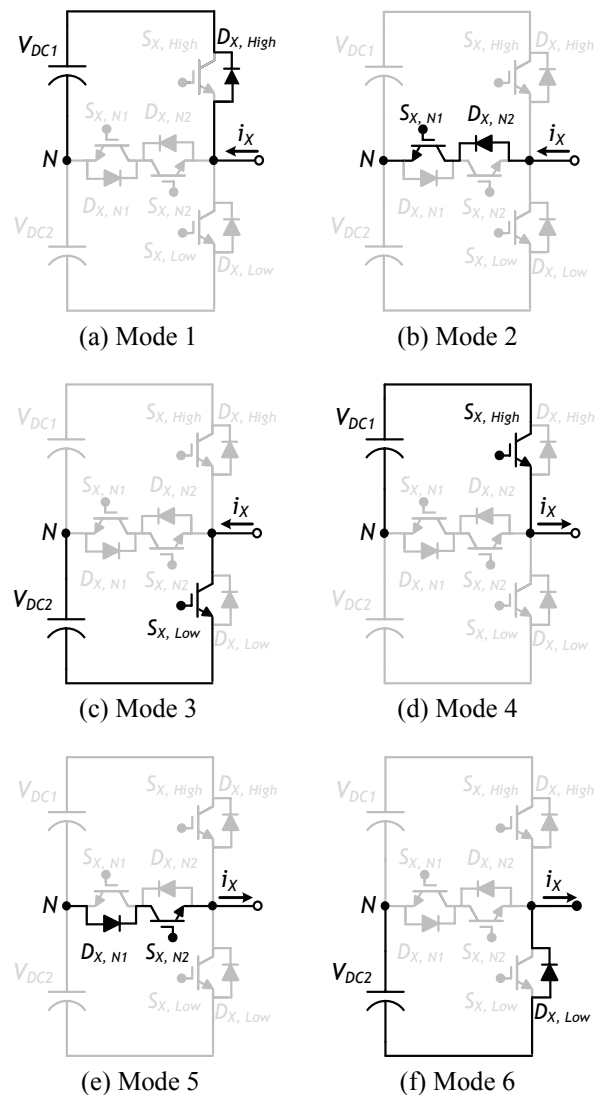 V_DC1 S_X, High D_X, High
S_X, N1 D_X, N2 i_X
N
D_X, N1 S_X, N2
V_DC2 S_X, Low D_X, Low
(a) Mode 1
V_DC1 S_X, High D_X, High
S_X, N1 D_X, N2 i_X
N
D_X, N1 S_X, N2
V_DC2 S_X, Low D_X, Low
(b) Mode 2
V_DC1 S_X, High D_X, High
S_X, N1 D_X, N2 i_X
N
D_X, N1 S_X, N2
V_DC2 S_X, Low D_X, Low
(c) Mode 3
V_DC1 S_X, High D_X, High
S_X, N1 D_X, N2 i_X
N
D_X, N1 S_X, N2
V_DC2 S_X, Low D_X, Low
(d) Mode 4
V_DC1 S_X, High D_X, High
S_X, N1 D_X, N2 i_X
N
D_X, N1 S_X, N2
V_DC2 S_X, Low D_X, Low
(e) Mode 5
V_DC1 S_X, High D_X, High
S_X, N1 D_X, N2 i_X
N
D_X, N1 S_X, N2
V_DC2 S_X, Low D_X, Low
(f) Mode 6